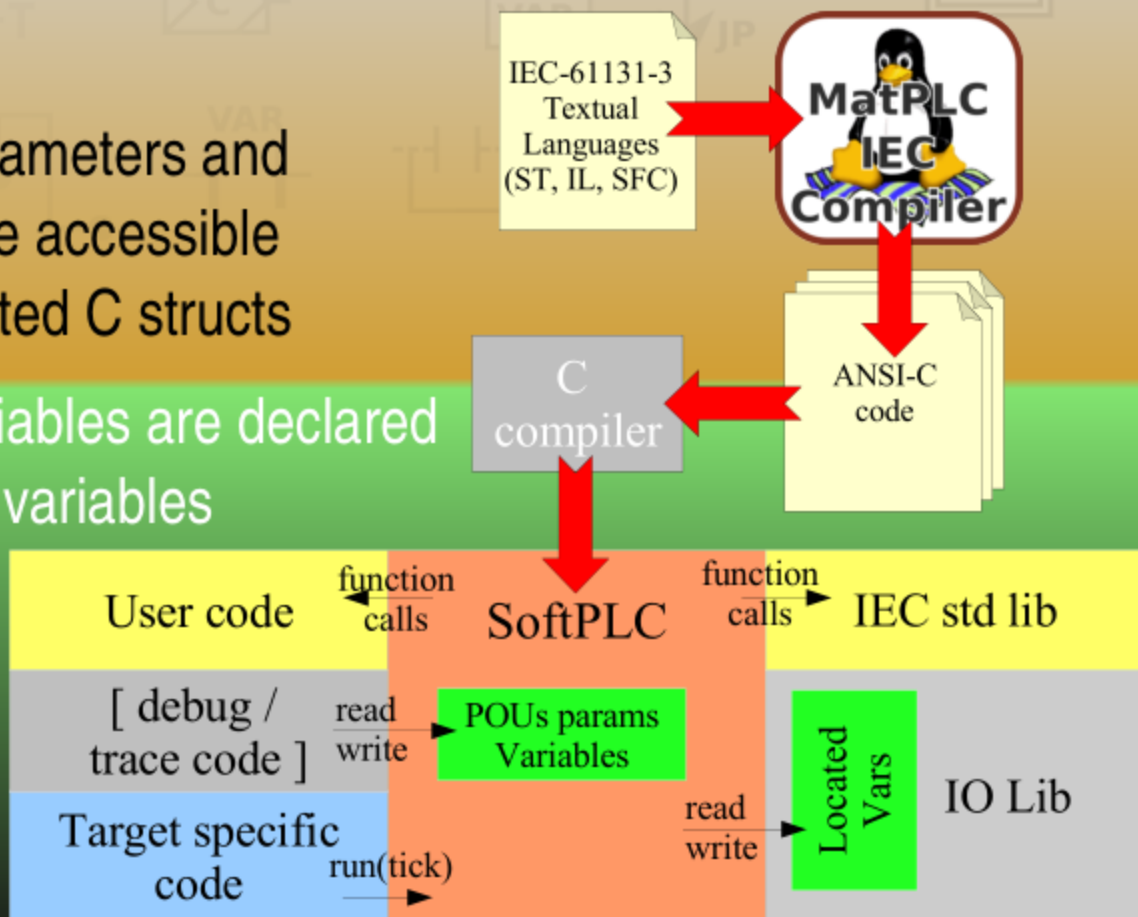 JP
VAR
ameters and
e accessible
ted C structs
iables are declared
variables
IEC-61131-3
Textual
Languages
(ST, IL, SFC)
MatPLC
IEC
Compiler
ANSI-C
code
C
compiler
User code
function
calls
SoftPLC
function
calls
IEC std lib
[ debug /
trace code ]
read
write
POUs params
Variables
Located
Vars
IO Lib
read
write
Target specific
code
run(tick)